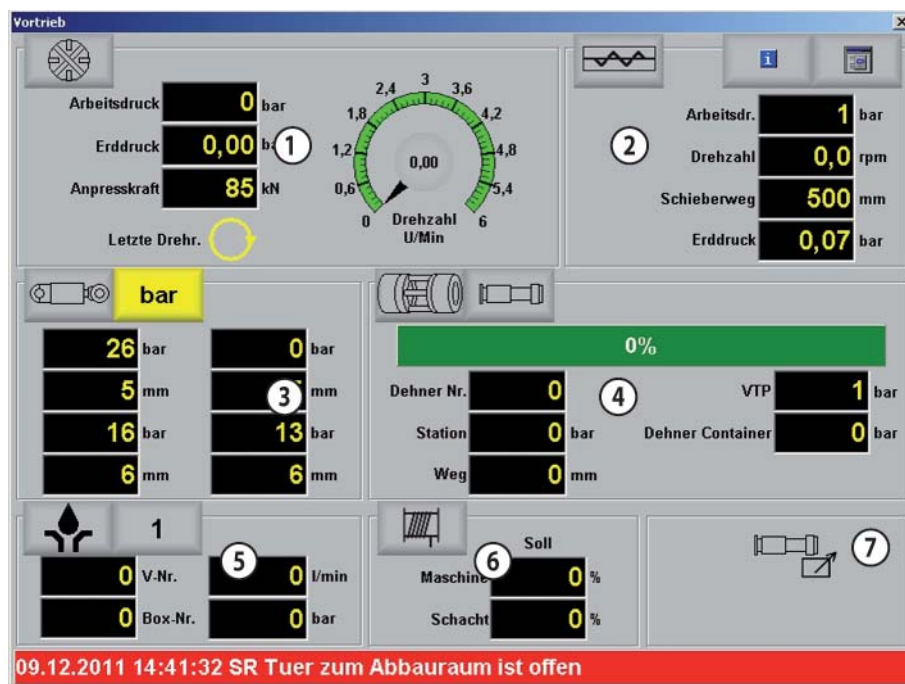 Vortrieb
Arbeitsdruck 0 bar
Erddruck 0,00
Anpresskraft 85 kN
Letzte Drehr.
1
0 0,6 1,2 1,8 2,4 3 3,6 4,2 4,8 5,4 6
0,00
Drehzahl
U/Min
2
Arbeitsdr. 1 bar
Drehzahl 0,0 rpm
Schieberweg 500 mm
Erddruck 0,07 bar
bar
26 bar 0 bar
5 mm mm
16 bar 13 bar
6 mm 6 mm
3
0%
Dehner Nr. 0
Station 0 bar
Weg 0 mm
4
VTP 1 bar
Dehner Container 0 bar
1
0 V-Nr. 0 l/min
0 Box-Nr. 0 bar
5
Soll
Maschine 0 %
Schacht 0 %
6
7
09.12.2011 14:41:32 SR Tuer zum Abbauraum ist offen